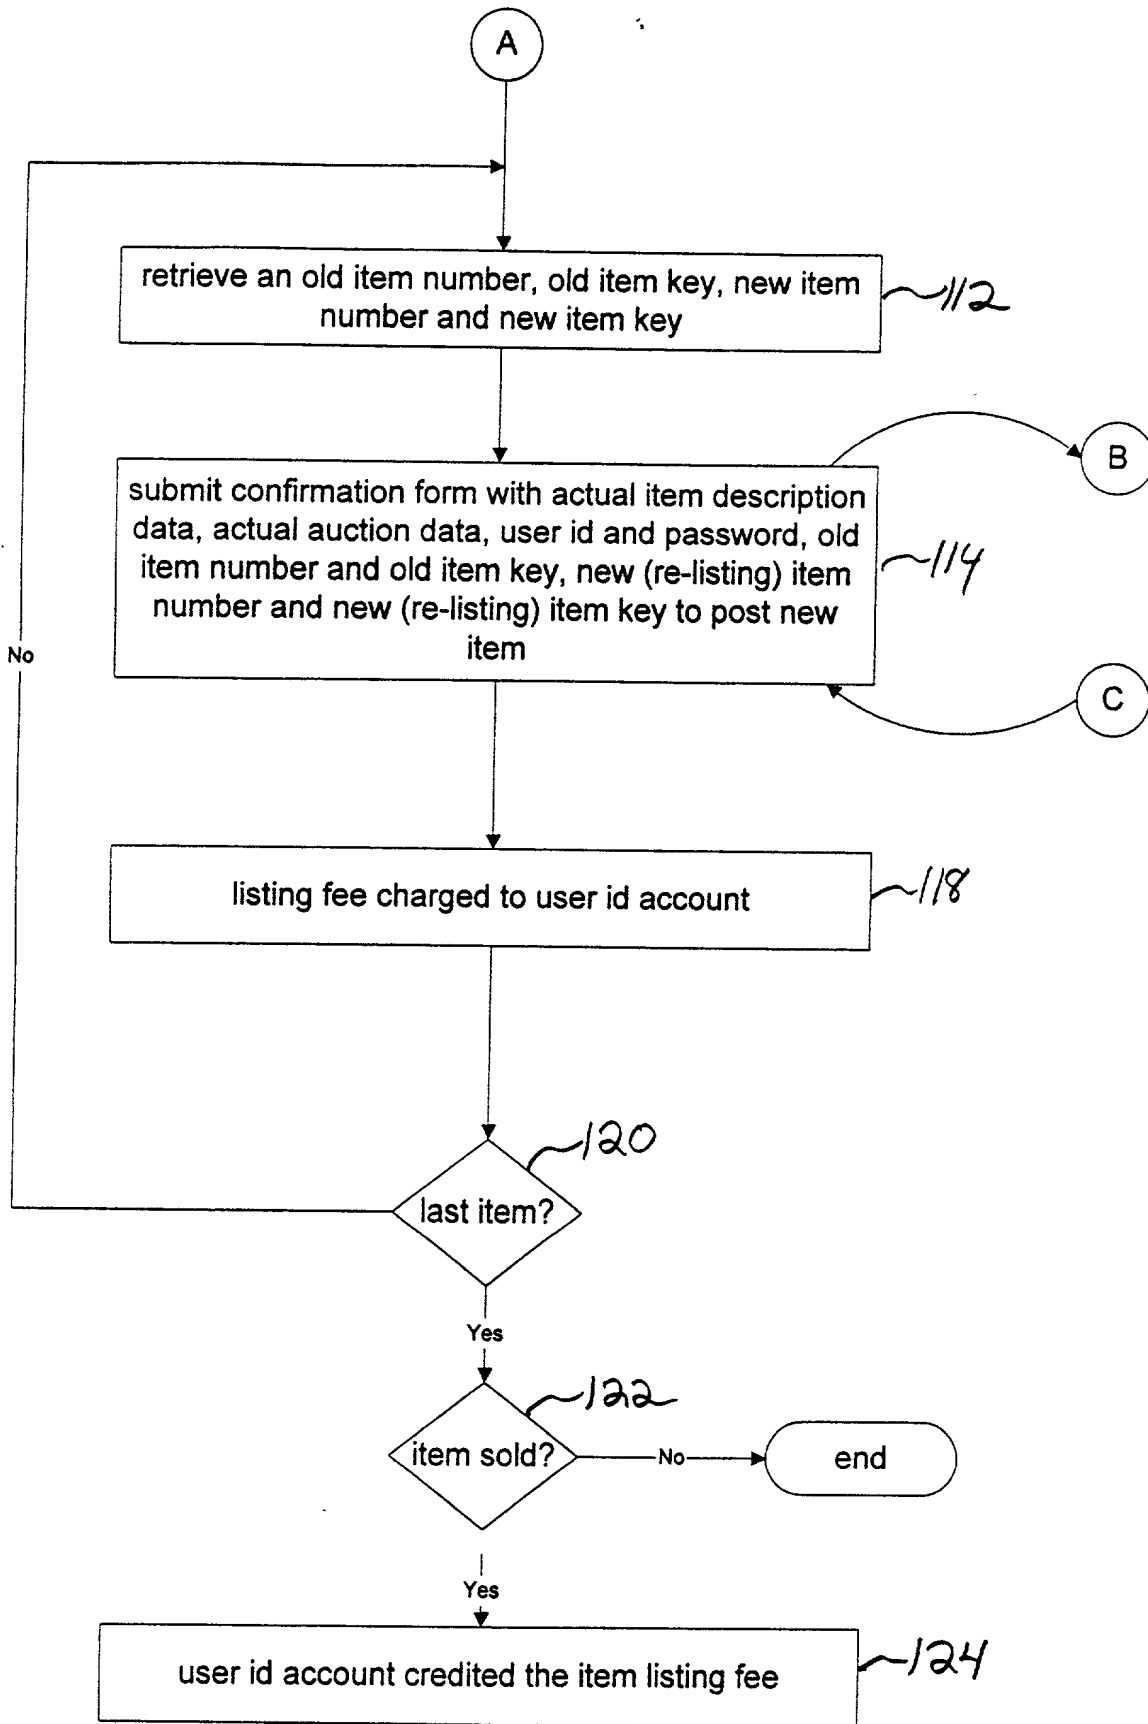 A
retrieve an old item number, old item key, new item
number and new item key
112
B
submit confirmation form with actual item description
data, actual auction data, user id and password, old
item number and old item key, new (re-listing) item
number and new (re-listing) item key to post new
item
114
No
C
listing fee charged to user id account
118
120
last item?
Yes
122
item sold?
No
end
Yes
user id account credited the item listing fee
124